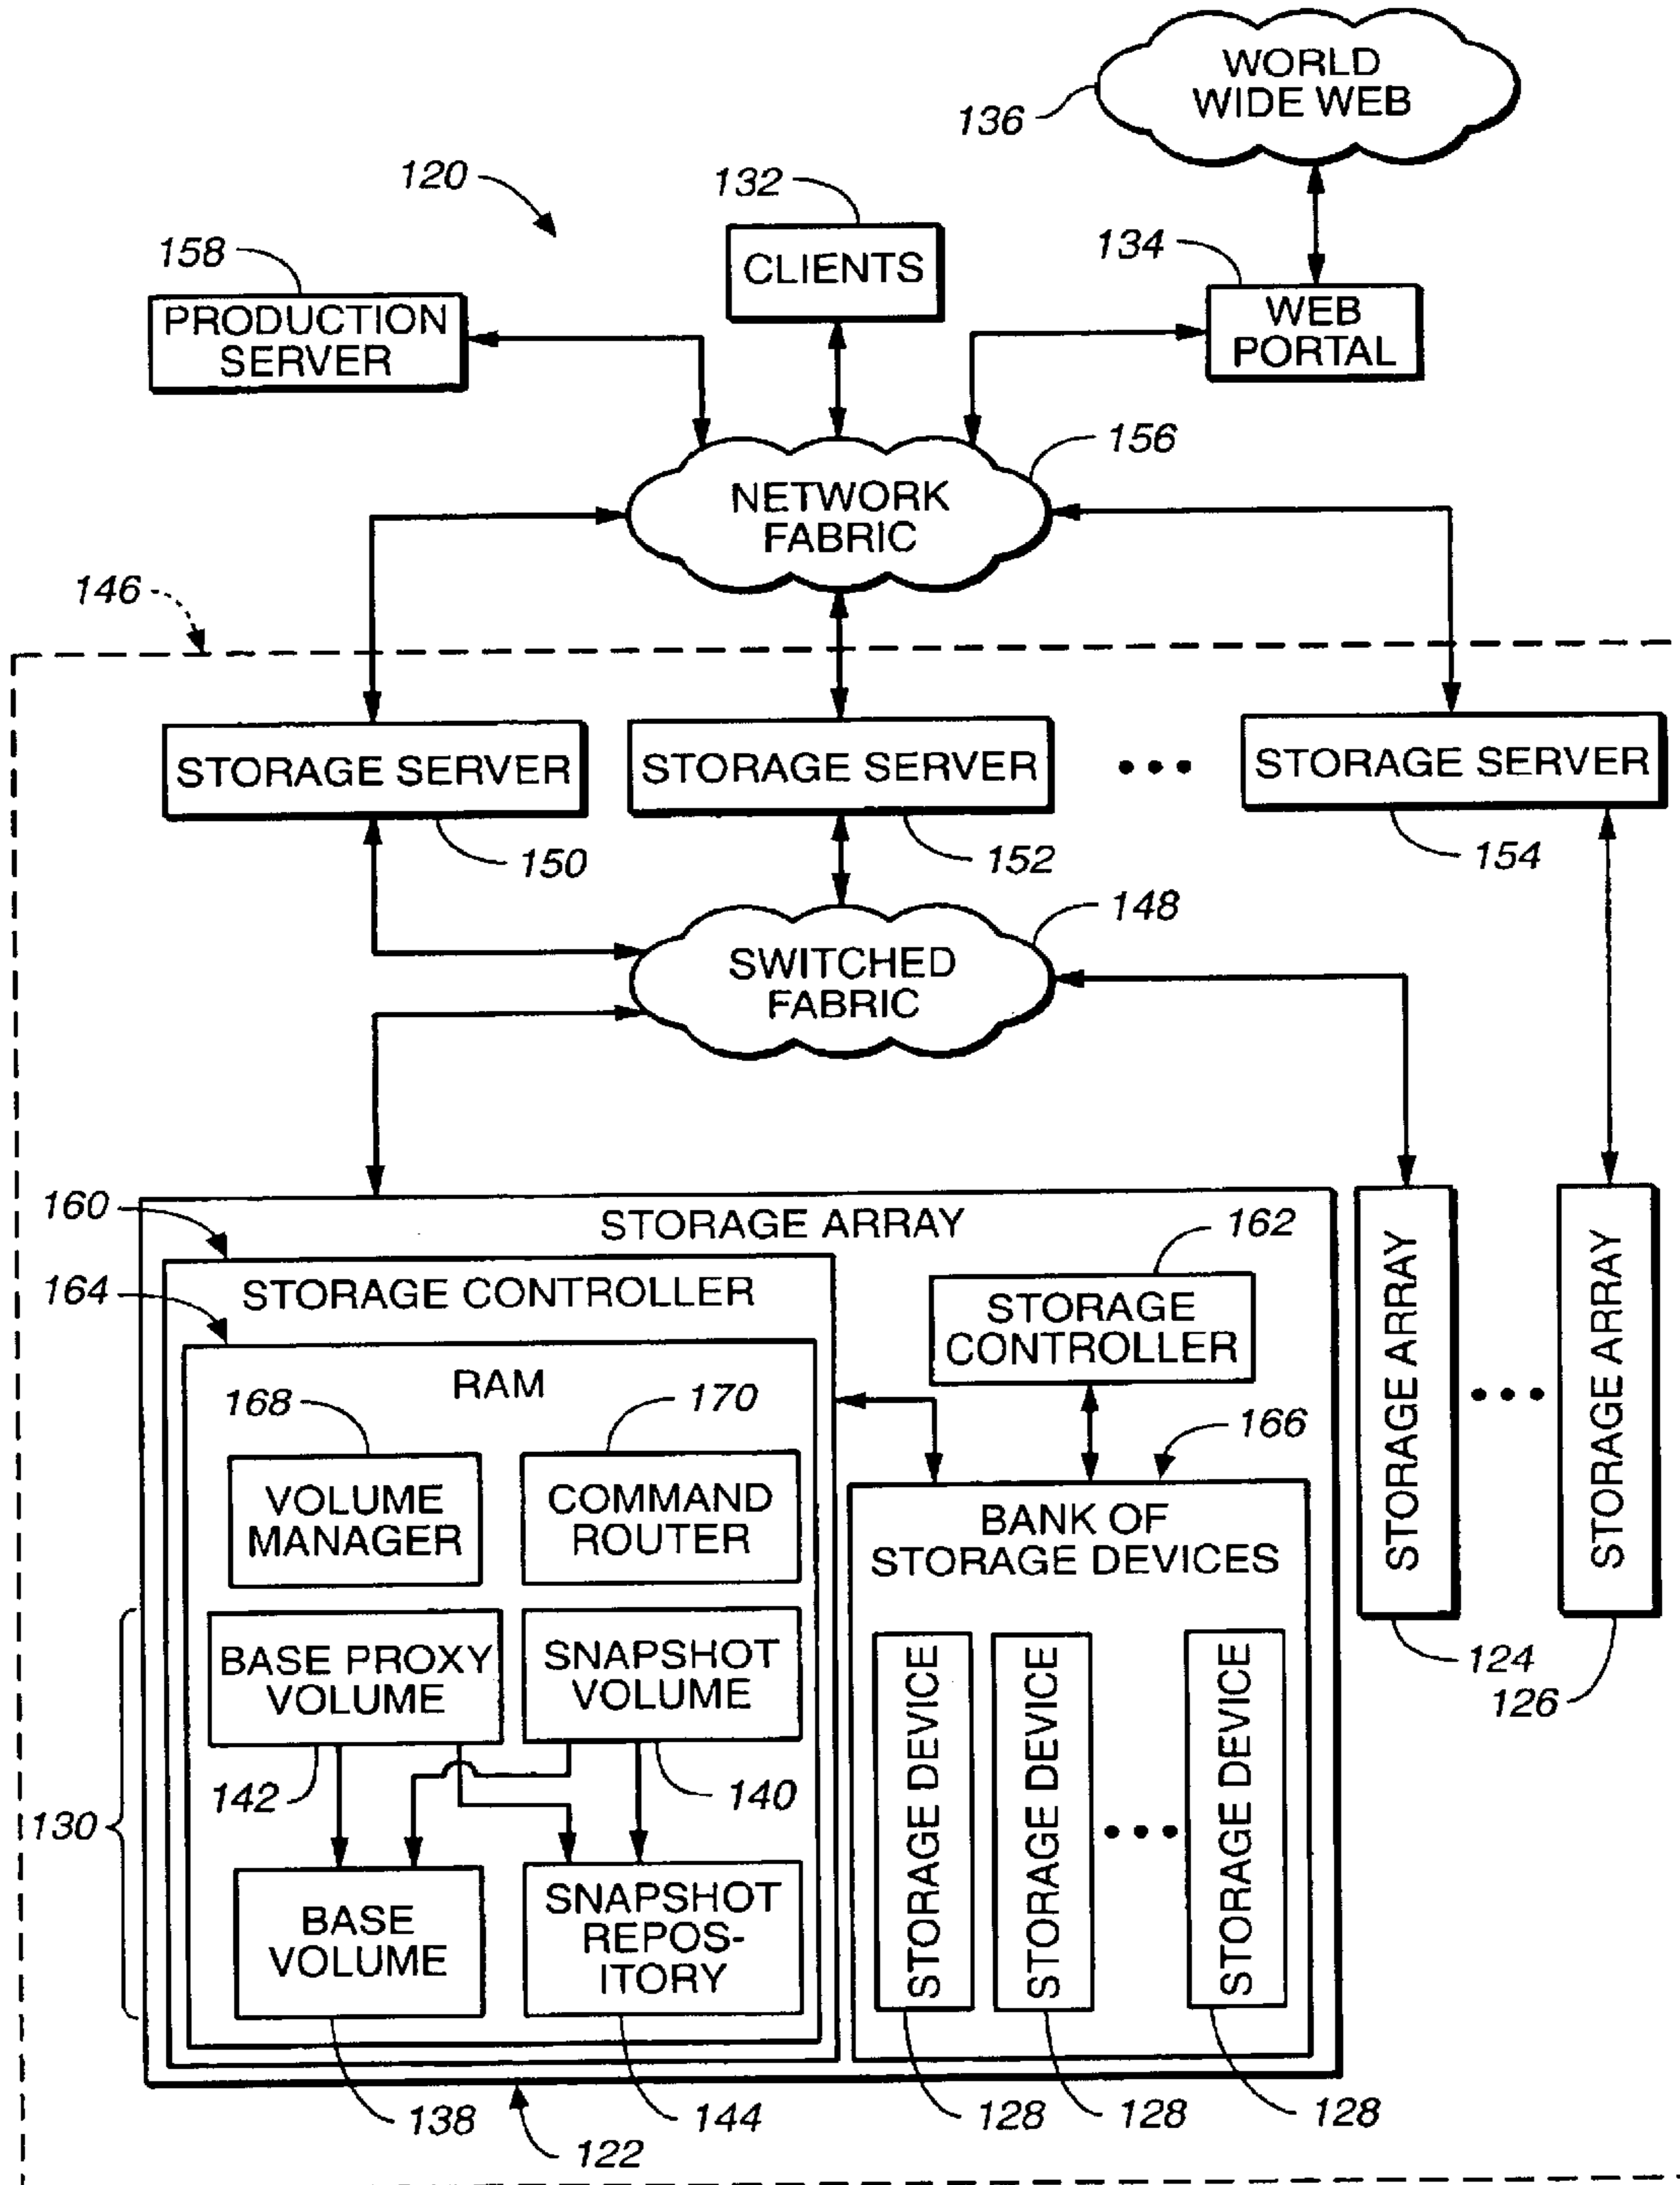 WORLD
WIDE WEB
136
120
132
CLIENTS
134
WEB
PORTAL
158
PRODUCTION
SERVER
156
NETWORK
FABRIC
146
STORAGE SERVER
STORAGE SERVER
•••
STORAGE SERVER
150
152
154
148
SWITCHED
FABRIC
160
STORAGE ARRAY
162
164
STORAGE CONTROLLER
STORAGE
CONTROLLER
RAM
168
170
166
VOLUME
MANAGER
COMMAND
ROUTER
BANK OF
STORAGE DEVICES
STORAGE ARRAY
•••
STORAGE ARRAY
124
126
BASE PROXY
VOLUME
SNAPSHOT
VOLUME
142
140
130
BASE
VOLUME
SNAPSHOT
REPOS-
ITORY
STORAGE DEVICE
STORAGE DEVICE
•••
STORAGE DEVICE
138
144
128
128
128
122